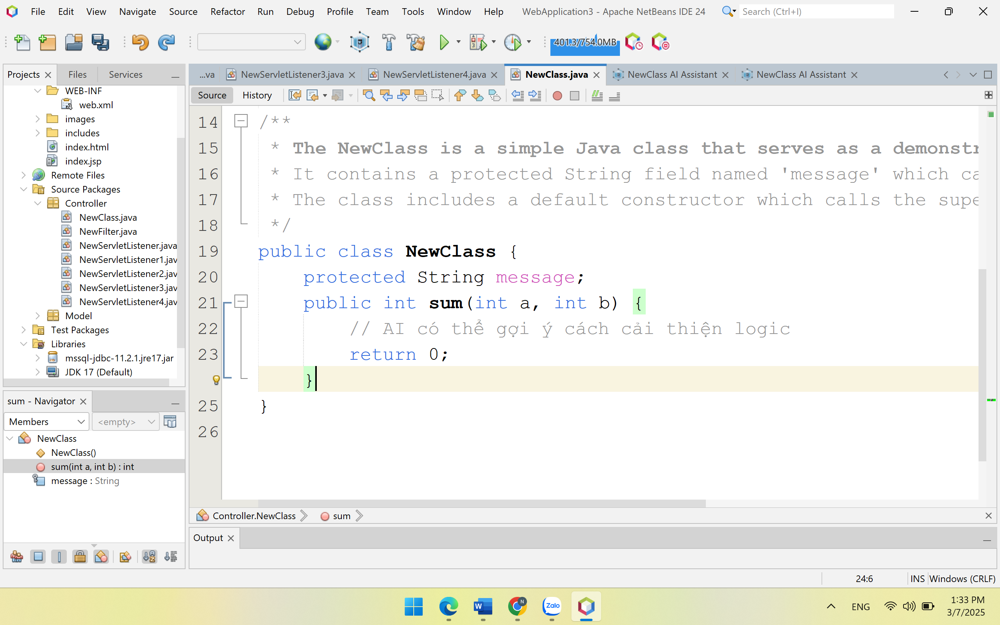 File Edit View Navigate Source Refactor Run Debug Profile Team Tools Window Help WebApplication3 - Apache NetBeans IDE 24 Search (Ctrl+I)
401.3/754.0MB
Projects Files Services
...va NewServletListener3.java NewServletListener4.java NewClass.java NewClass AI Assistant NewClass AI Assistant
Source History
WEB-INF
web.xml
images
includes
index.html
index.jsp
Remote Files
Source Packages
Controller
NewClass.java
NewFilter.java
NewServletListener.java
NewServletListener1.jav
NewServletListener2.jav
NewServletListener3.jav
NewServletListener4.jav
Model
Test Packages
Libraries
mssql-jdbc-11.2.1.jre17.jar
JDK 17 (Default)
14 /**
15 * The NewClass is a simple Java class that serves as a demonstr
16 * It contains a protected String field named 'message' which ca
17 * The class includes a default constructor which calls the supe
18 */
19 public class NewClass {
20 protected String message;
21 public int sum(int a, int b) {
22 // AI có thể gợi ý cách cải thiện logic
23 return 0;
}
25 }
26
sum - Navigator
Members <empty>
NewClass
NewClass()
sum(int a, int b) : int
message : String
Controller.NewClass sum
Output
24:6 INS Windows (CRLF)
W N Zalo
ENG
1:33 PM
3/7/2025